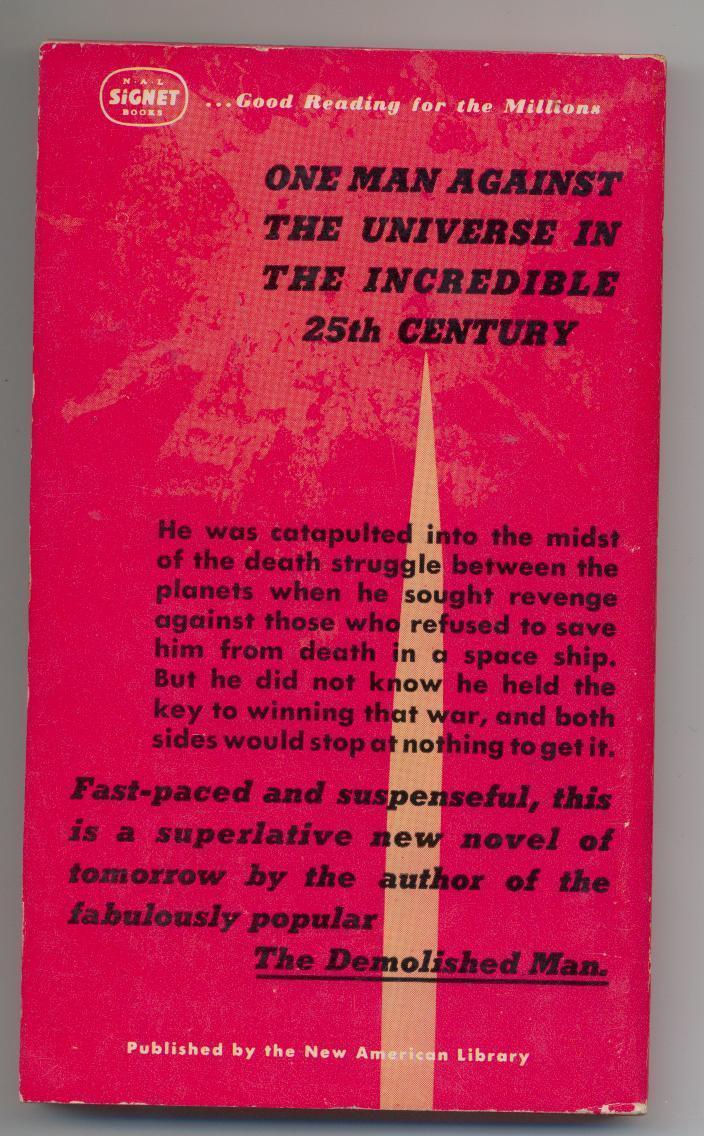 N·A·L
SiGNET
BOOKS
...Good Reading for the Millions
ONE MAN AGAINST
THE UNIVERSE IN
THE INCREDIBLE
25th CENTURY
He was catapulted into the midst
of the death struggle between the
planets when he sought revenge
against those who refused to save
him from death in a space ship.
But he did not know he held the
key to winning that war, and both
sides would stop at nothing to get it.
Fast-paced and suspenseful, this
is a superlative new novel of
tomorrow by the author of the
fabulously popular
The Demolished Man.
Published by the New American Library